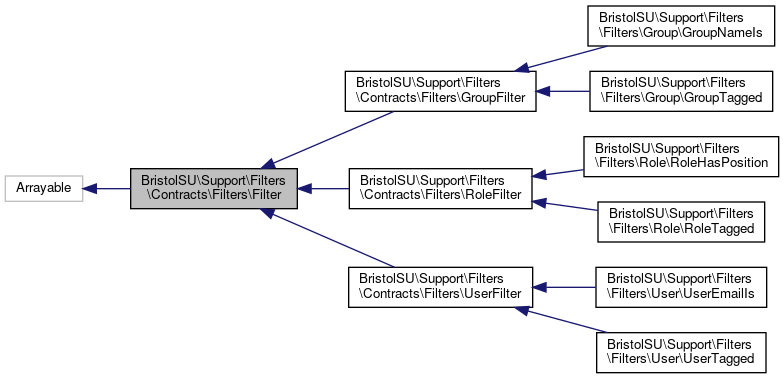 BristolSU\Support\Filters
\Filters\Group\GroupNameIs
BristolSU\Support\Filters
\Contracts\Filters\GroupFilter
BristolSU\Support\Filters
\Filters\Group\GroupTagged
BristolSU\Support\Filters
\Filters\Role\RoleHasPosition
Arrayable
BristolSU\Support\Filters
\Contracts\Filters\Filter
BristolSU\Support\Filters
\Contracts\Filters\RoleFilter
BristolSU\Support\Filters
\Filters\Role\RoleTagged
BristolSU\Support\Filters
\Contracts\Filters\UserFilter
BristolSU\Support\Filters
\Filters\User\UserEmailIs
BristolSU\Support\Filters
\Filters\User\UserTagged